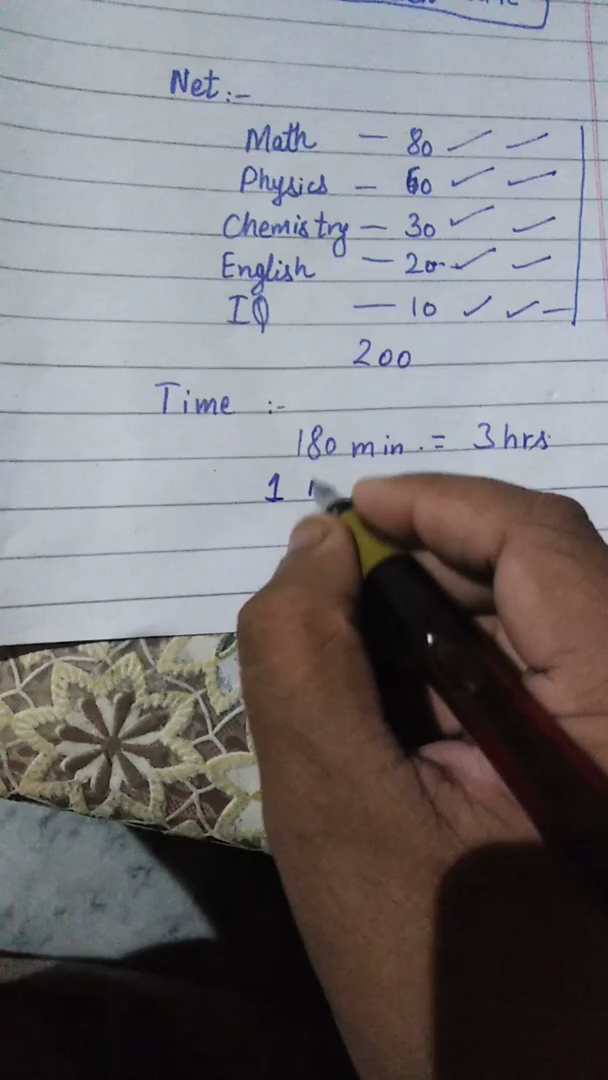 Net:-
Math — 80 ✓ ✓
Physics — 60 ✓ ✓
Chemistry — 30 ✓ ✓
English — 20 ✓ ✓
IQ — 10 ✓ ✓
200
Time :-
180 min. = 3 hrs
1